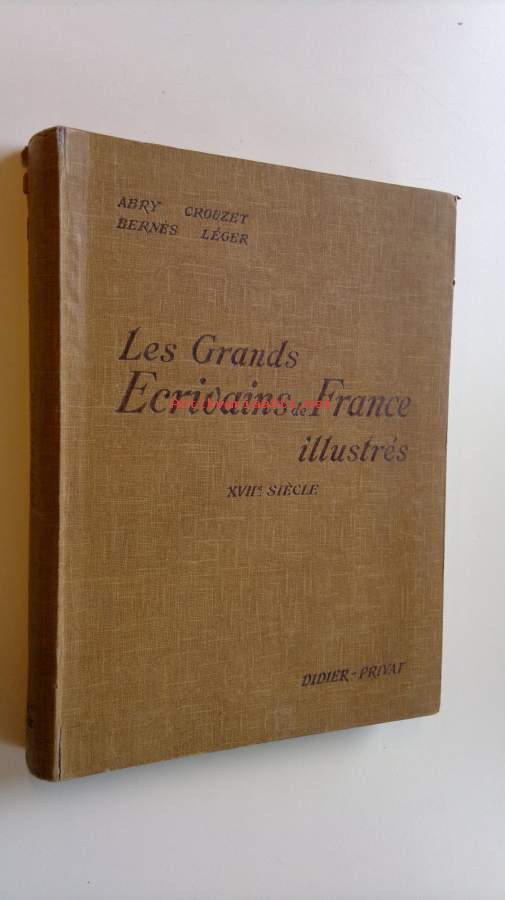 ABRY CROUZET
BERNÈS LÉGER
Les Grands
Ecrivains de France
illustrés
XVIIe SIÈCLE
DIDIER-PRIVAT